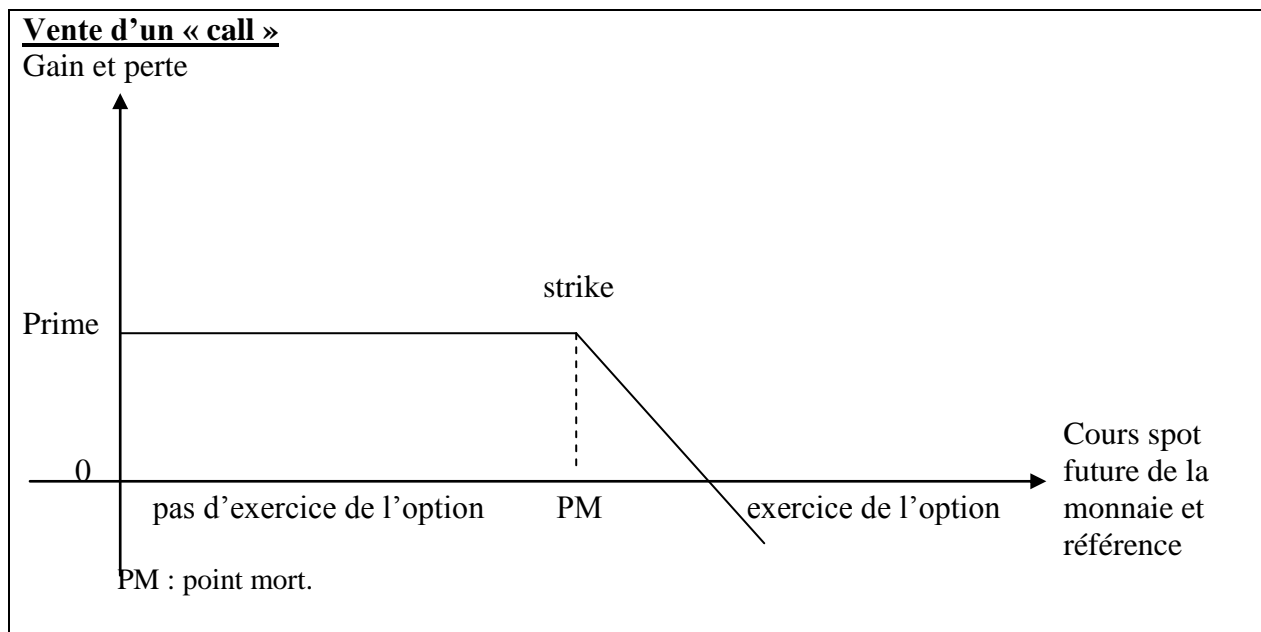 Vente d’un « call »
Gain et perte
strike
Prime
Cours spot
future de la
monnaie et
référence
0
pas d’exercice de l’option PM exercice de l’option
PM : point mort.